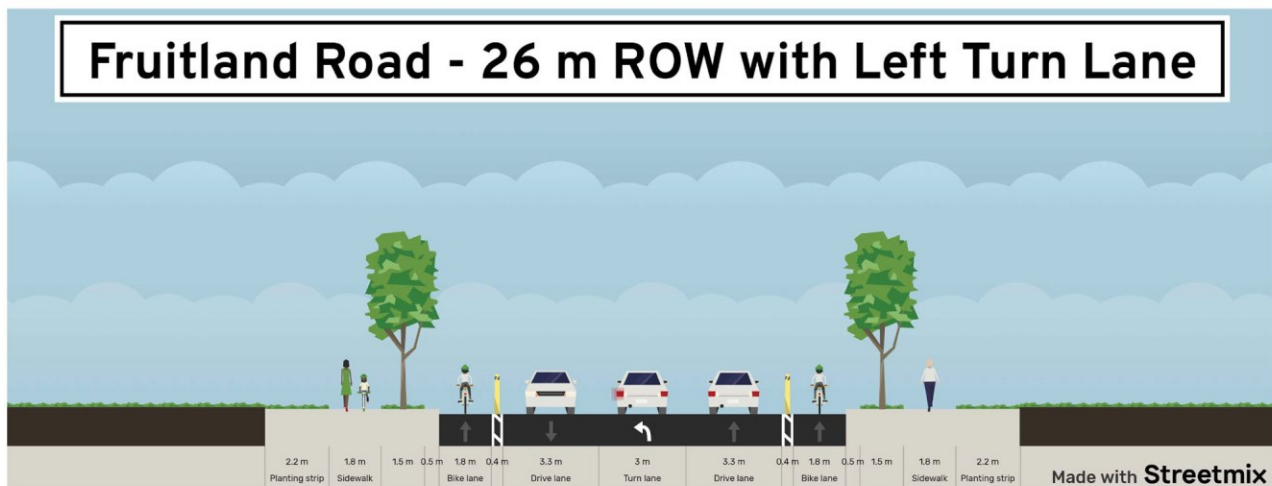 Fruitland Road - 26 m ROW with Left Turn Lane
2.2 m 1.8 m 1.5 m 0.5 m 1.8 m 0.4 m 3.3 m 3 m 3.3 m 0.4 m 1.8 m 0.5 m 1.5 m 1.8 m 2.2 m
Planting strip Sidewalk Bike lane Drive lane Turn lane Drive lane Bike lane Sidewalk Planting strip
Made with Streetmix